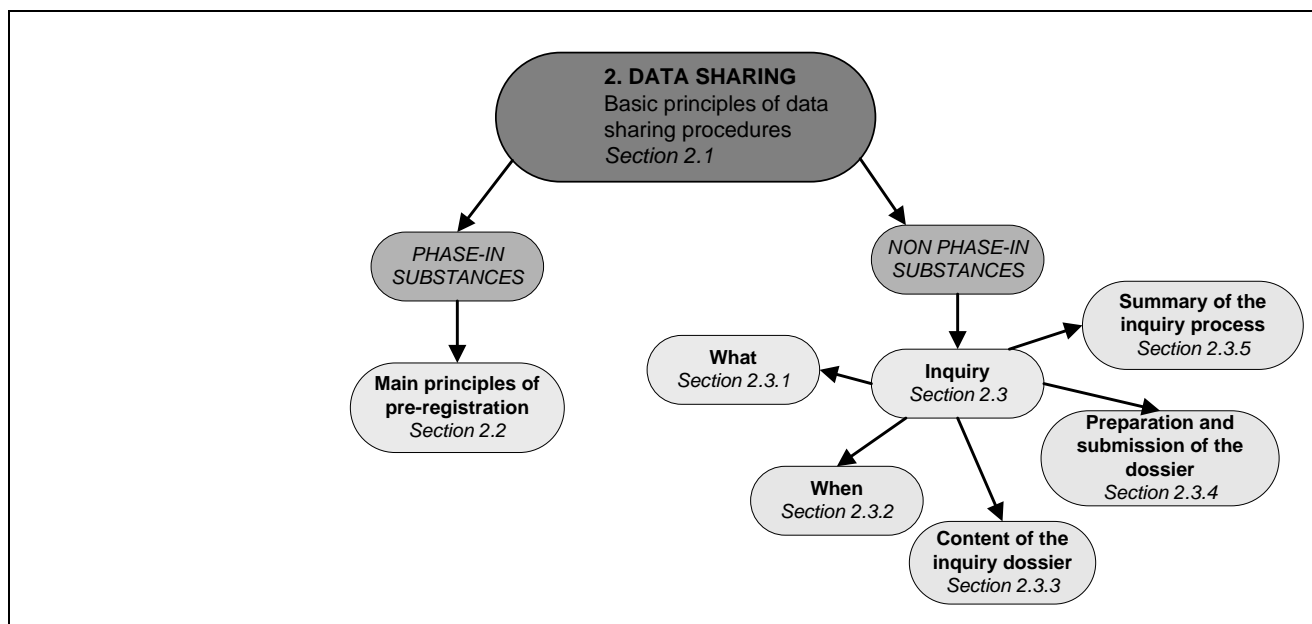 2. DATA SHARING
Basic principles of data
sharing procedures
Section 2.1
PHASE-IN
SUBSTANCES
NON PHASE-IN
SUBSTANCES
Main principles of
pre-registration
Section 2.2
What
Section 2.3.1
Inquiry
Section 2.3
Summary of the
inquiry process
Section 2.3.5
When
Section 2.3.2
Content of the
inquiry dossier
Section 2.3.3
Preparation and
submission of the
dossier
Section 2.3.4